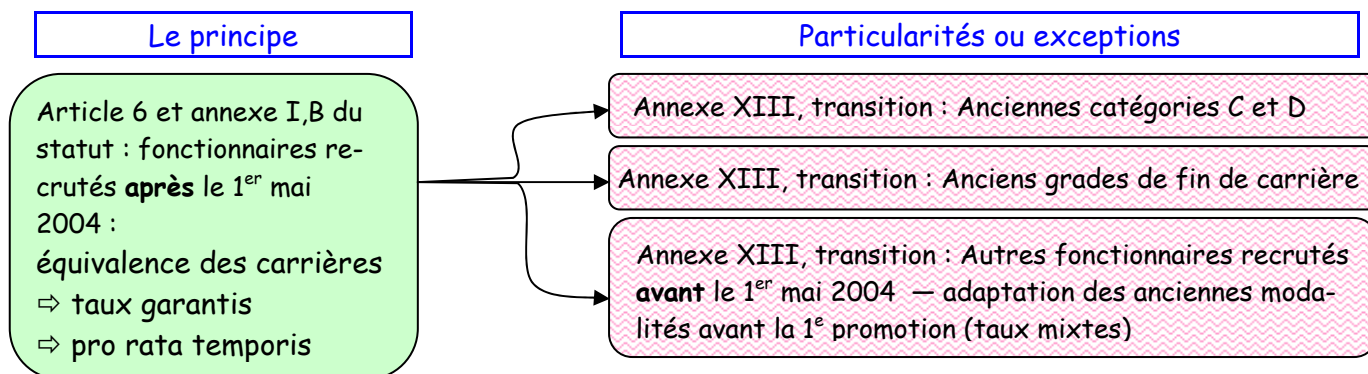 Le principe
Article 6 et annexe I,B du
statut : fonctionnaires re-
crutés après le 1er mai
2004 :
équivalence des carrières
⇨ taux garantis
⇨ pro rata temporis
Particularités ou exceptions
Annexe XIII, transition : Anciennes catégories C et D
Annexe XIII, transition : Anciens grades de fin de carrière
Annexe XIII, transition : Autres fonctionnaires recrutés
avant le 1er mai 2004 — adaptation des anciennes moda-
lités avant la 1e promotion (taux mixtes)